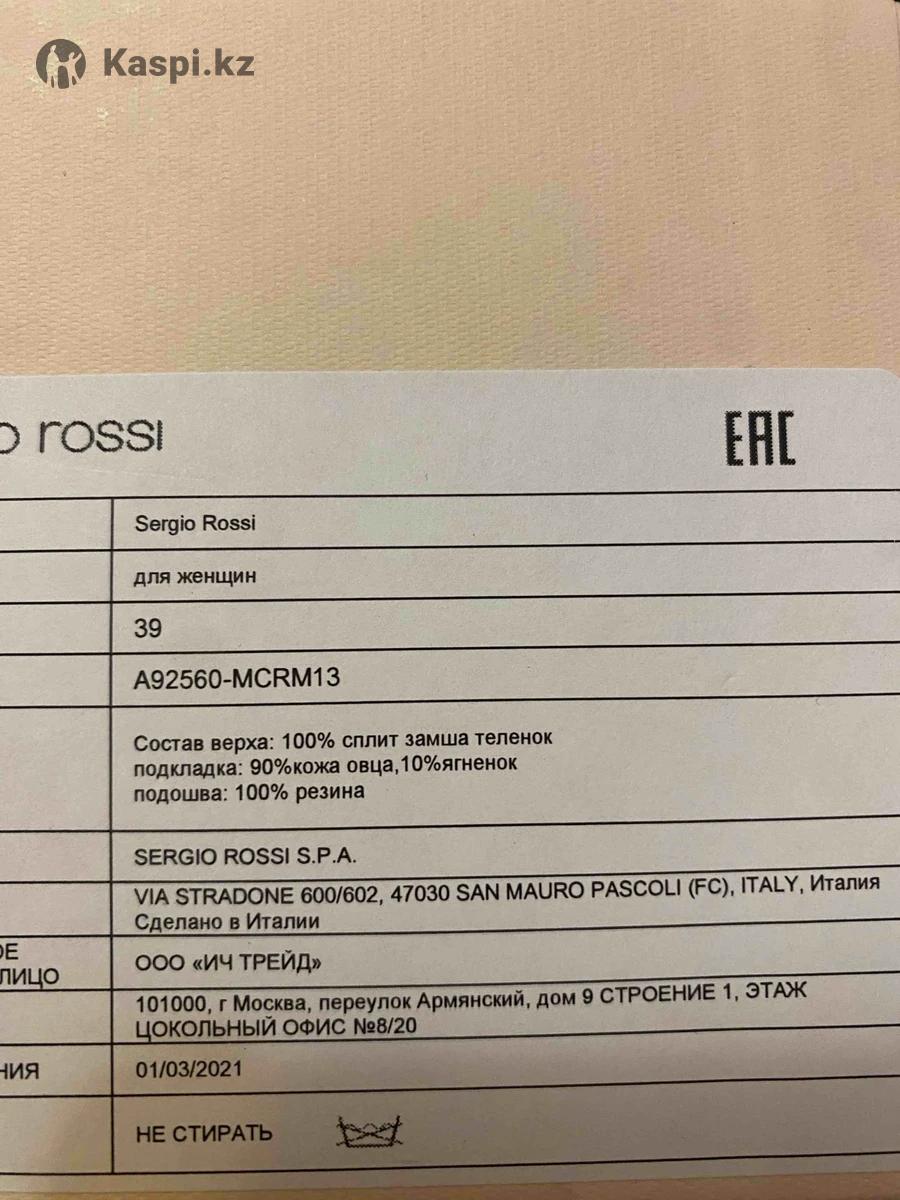 Kaspi.kz
o rossi
EAC
Sergio Rossi
для женщин
39
A92560-MCRM13
Состав верха: 100% сплит замша теленок
подкладка: 90%кожа овца,10%ягненок
подошва: 100% резина
SERGIO ROSSI S.P.A.
VIA STRADONE 600/602, 47030 SAN MAURO PASCOLI (FC), ITALY, Италия
Сделано в Италии
ОЕ
ЛИЦО
ООО «ИЧ ТРЕЙД»
101000, г Москва, переулок Армянский, дом 9 СТРОЕНИЕ 1, ЭТАЖ
ЦОКОЛЬНЫЙ ОФИС №8/20
НИЯ
01/03/2021
НЕ СТИРАТЬ